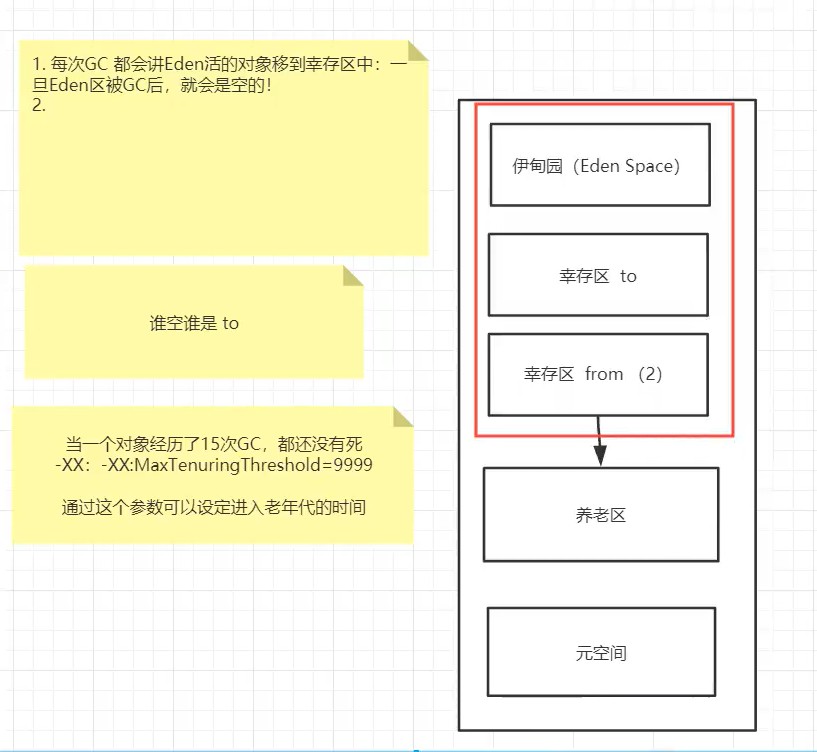 1. 每次GC 都会讲Eden活的对象移到幸存区中：一
旦Eden区被GC后，就会是空的！
2.
谁空谁是 to
当一个对象经历了15次GC，都还没有死
-XX：-XX:MaxTenuringThreshold=9999
通过这个参数可以设定进入老年代的时间
伊甸园（Eden Space）
幸存区 to
幸存区 from （2）
养老区
元空间